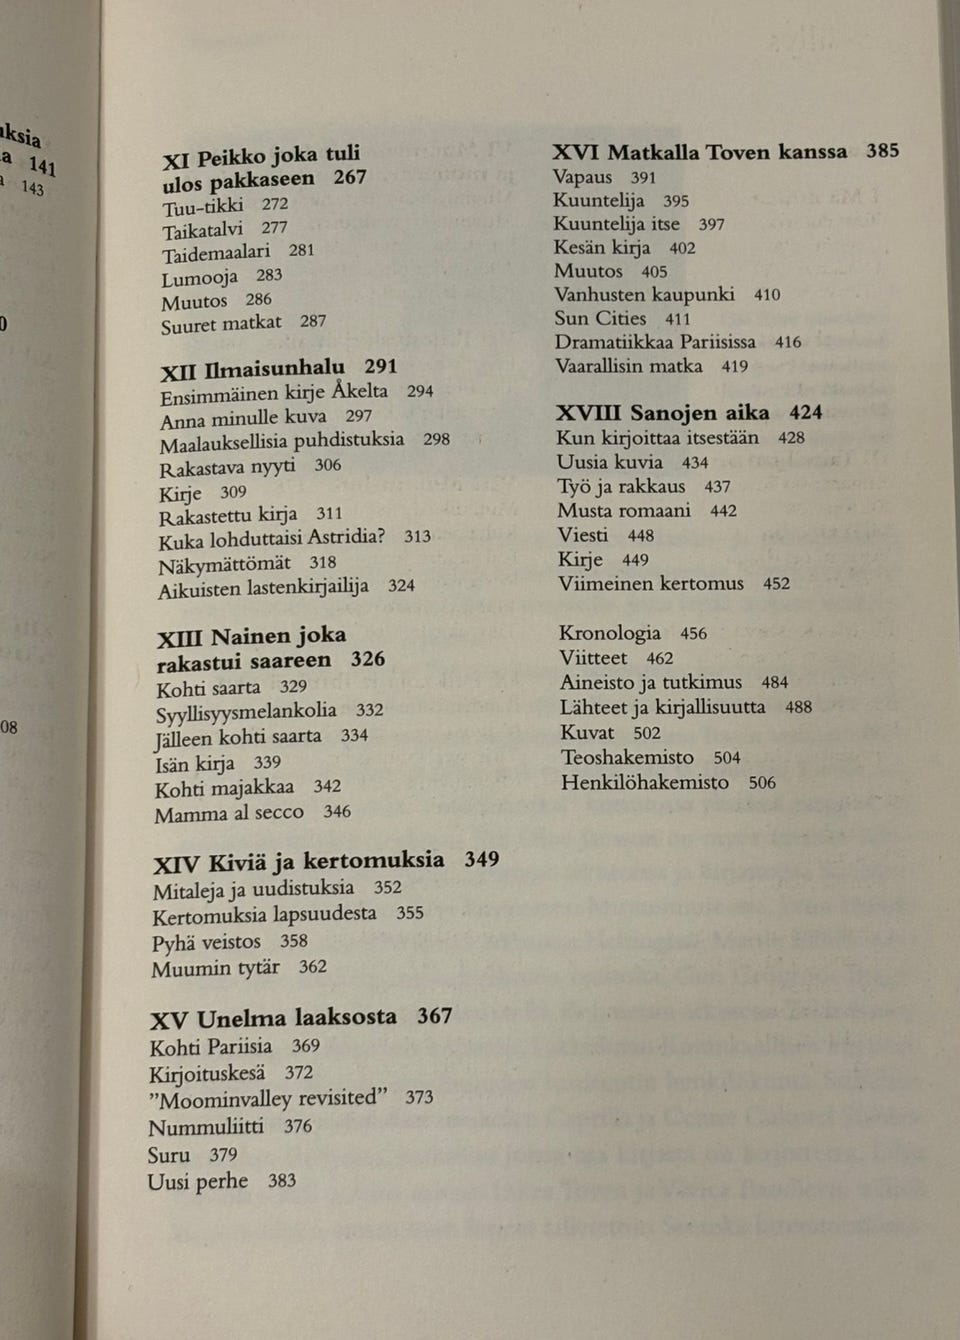 a 141
143
08
XI Peikko joka tuli
ulos pakkaseen 267
Tuu-tikki 272
Taikatalvi 277
Taidemaalari 281
Lumooja 283
Muutos 286
Suuret matkat 287
XII Ilmaisunhalu 291
Ensimmäinen kirje Åkelta 294
Anna minulle kuva 297
Maalauksellisia puhdistuksia 298
Rakastava nyyti 306
Kirje 309
Rakastettu kirja 311
Kuka lohduttaisi Astridia? 313
Näkymättömät 318
Aikuisten lastenkirjailija 324
XIII Nainen joka
rakastui saareen 326
Kohti saarta 329
Syyllisyysmelankolia 332
Jälleen kohti saarta 334
Isän kirja 339
Kohti majakkaa 342
Mamma al secco 346
XIV Kiviä ja kertomuksia 349
Mitaleja ja uudistuksia 352
Kertomuksia lapsuudesta 355
Pyhä veistos 358
Muumin tytär 362
XV Unelma laaksosta 367
Kohti Pariisia 369
Kirjoituskesä 372
”Moominvalley revisited” 373
Nummuliitti 376
Suru 379
Uusi perhe 383
XVI Matkalla Toven kanssa 385
Vapaus 391
Kuuntelija 395
Kuuntelija itse 397
Kesän kirja 402
Muutos 405
Vanhusten kaupunki 410
Sun Cities 411
Dramatiikkaa Pariisissa 416
Vaarallisin matka 419
XVIII Sanojen aika 424
Kun kirjoittaa itsestään 428
Uusia kuvia 434
Työ ja rakkaus 437
Musta romaani 442
Viesti 448
Kirje 449
Viimeinen kertomus 452
Kronologia 456
Viitteet 462
Aineisto ja tutkimus 484
Lähteet ja kirjallisuutta 488
Kuvat 502
Teoshakemisto 504
Henkilöhakemisto 506